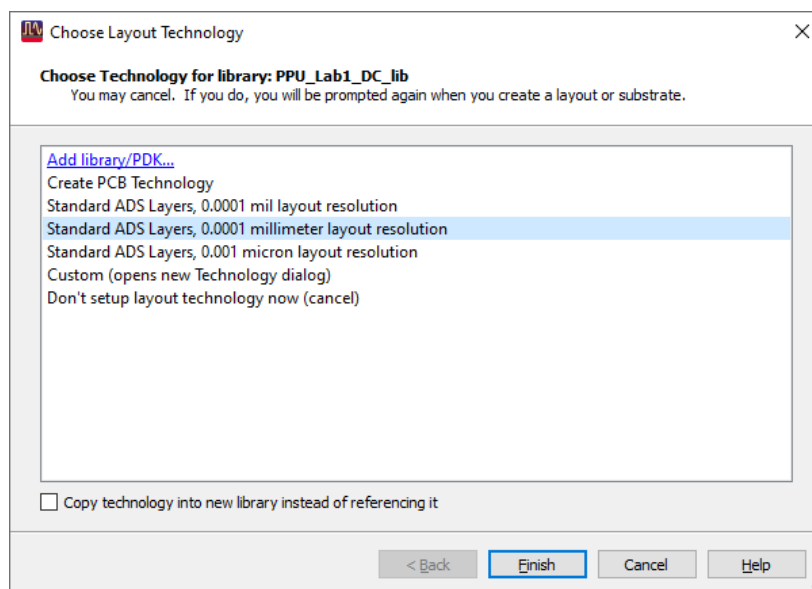 Choose Layout Technology
Choose Technology for library: PPU_Lab1_DC_lib
You may cancel. If you do, you will be prompted again when you create a layout or substrate.
Add library/PDK...
Create PCB Technology
Standard ADS Layers, 0.0001 mil layout resolution
Standard ADS Layers, 0.0001 millimeter layout resolution
Standard ADS Layers, 0.001 micron layout resolution
Custom (opens new Technology dialog)
Don't setup layout technology now (cancel)
Copy technology into new library instead of referencing it
< Back Finish Cancel Help